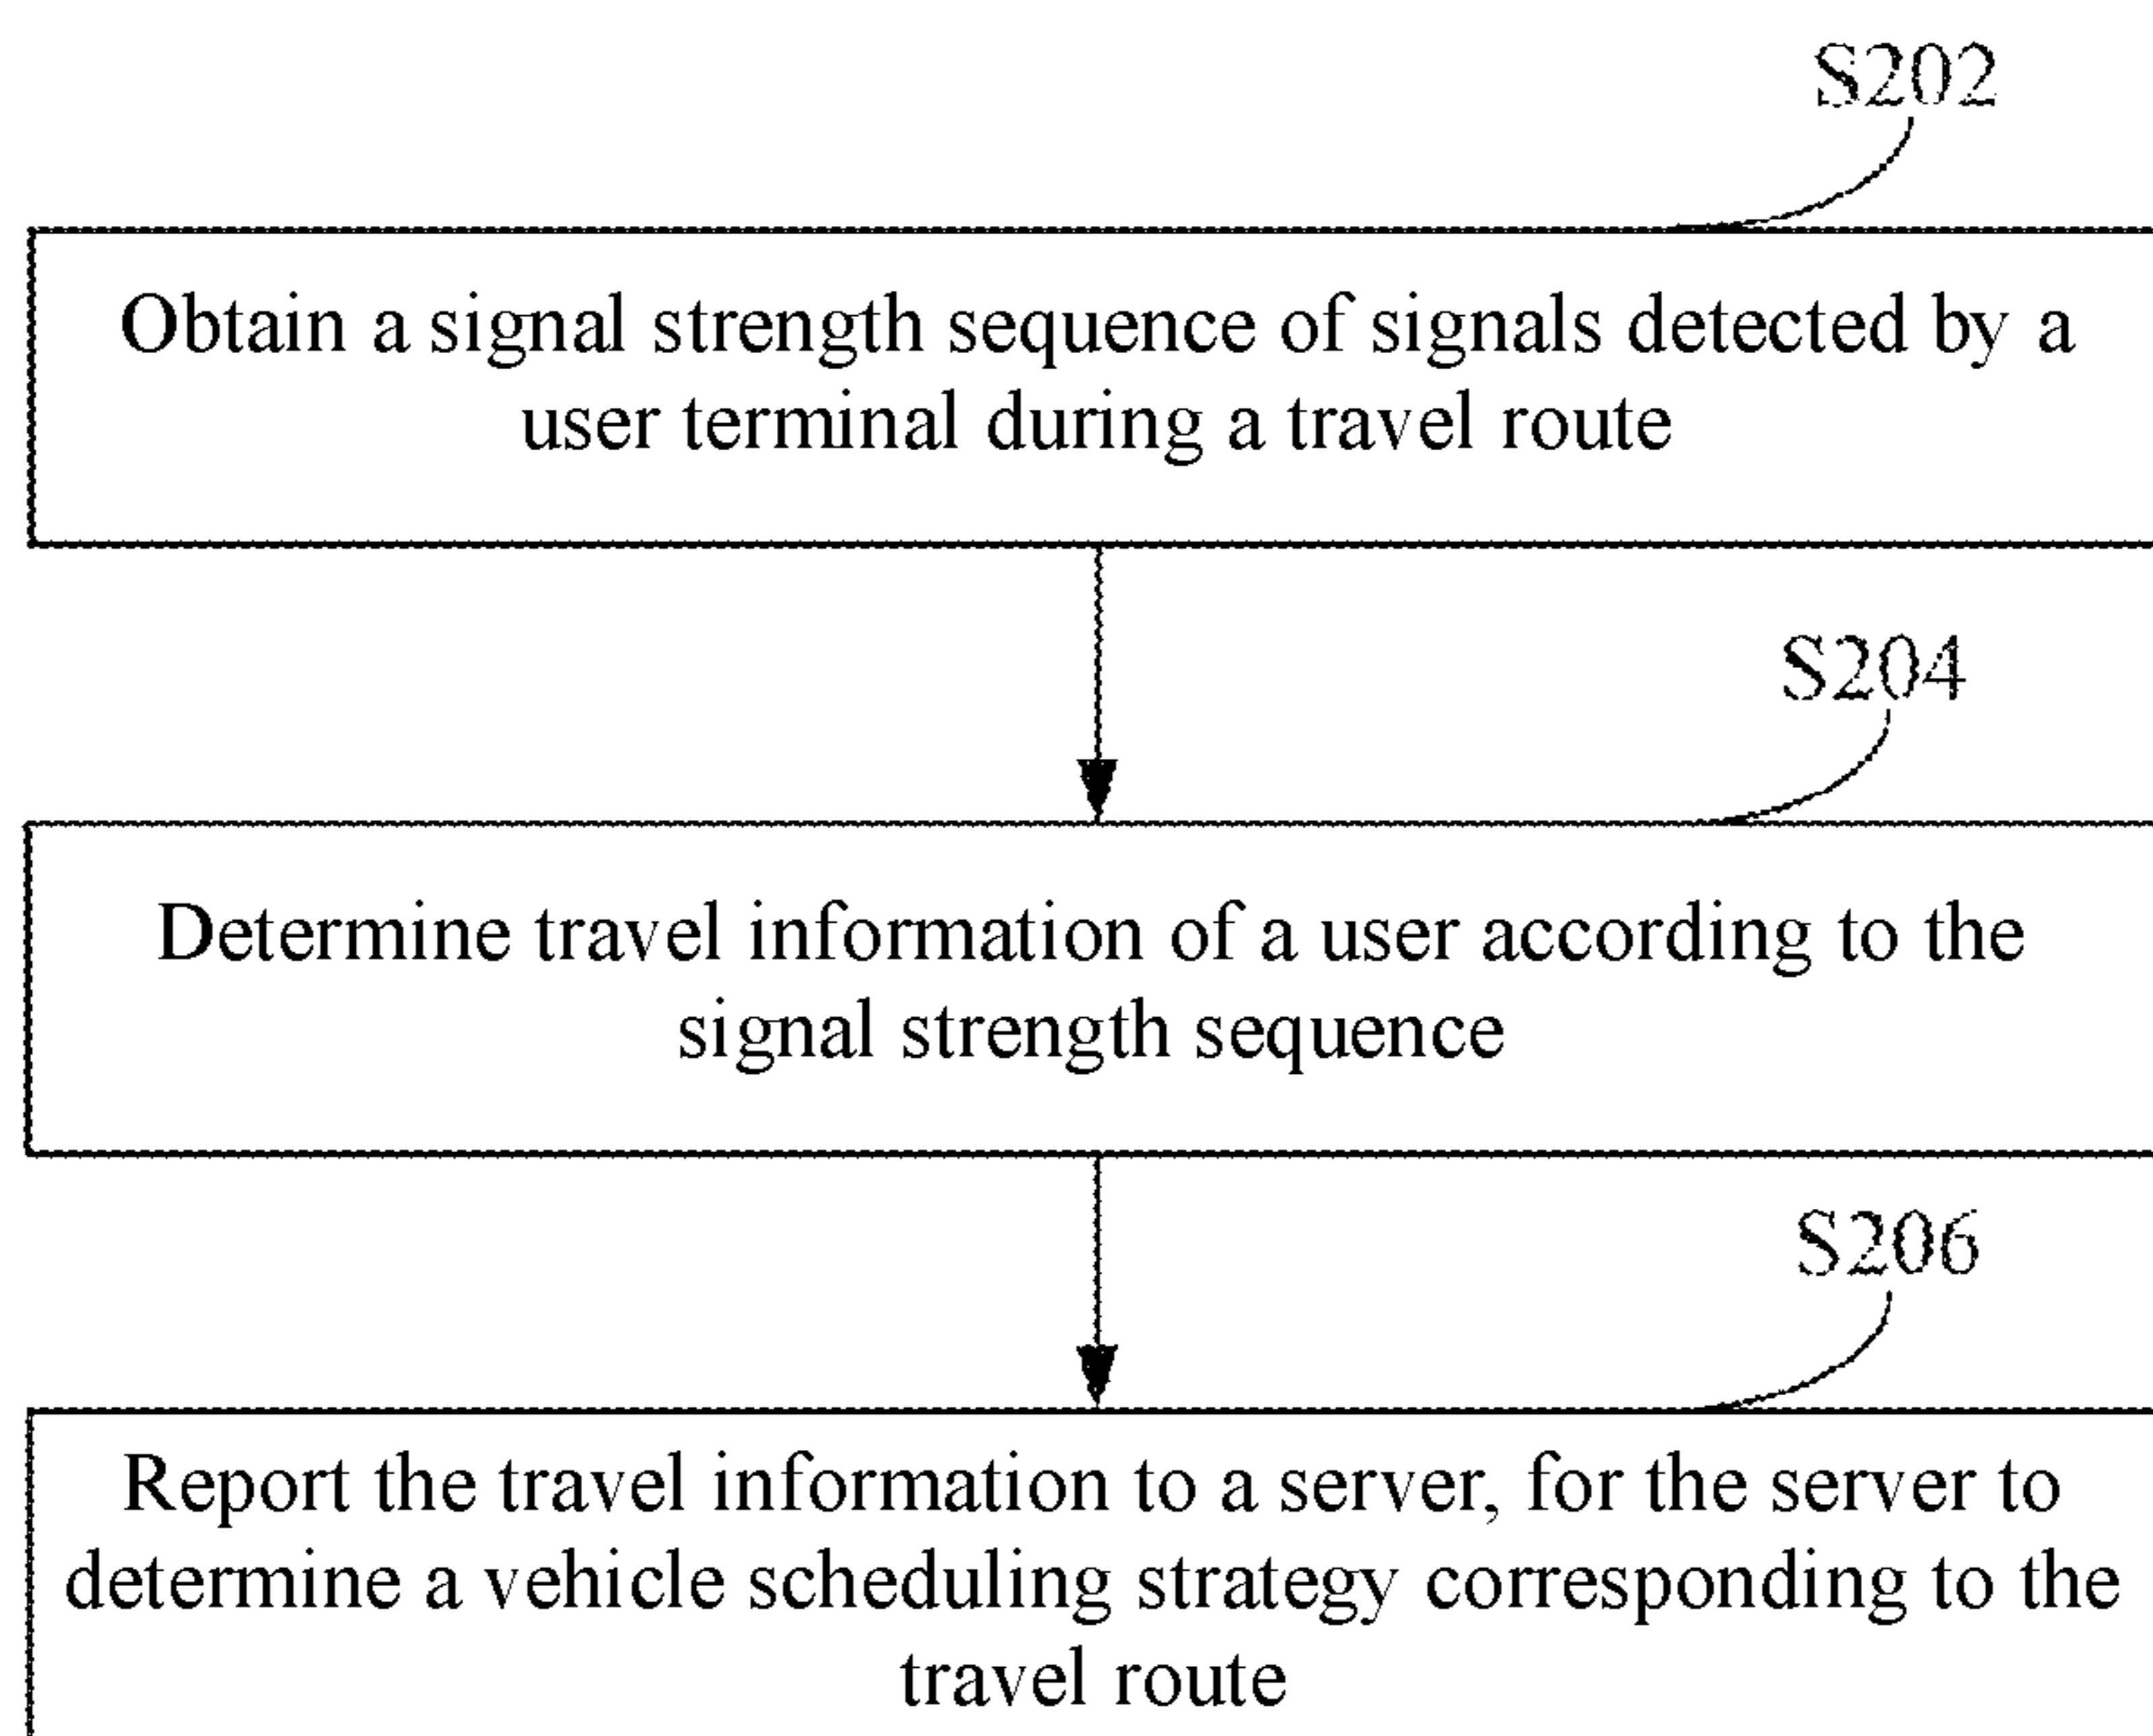 S202
Obtain a signal strength sequence of signals detected by a
user terminal during a travel route
S204
Determine travel information of a user according to the
signal strength sequence
S206
Report the travel information to a server, for the server to
determine a vehicle scheduling strategy corresponding to the
travel route